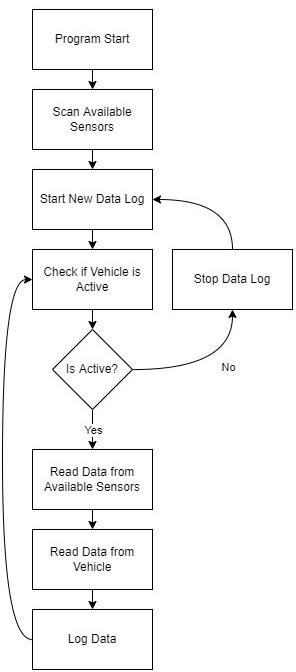 Program Start
Scan Available
Sensors
Start New Data Log
Check if Vehicle is
Active
Stop Data Log
Is Active?
No
Yes
Read Data from
Available Sensors
Read Data from
Vehicle
Log Data